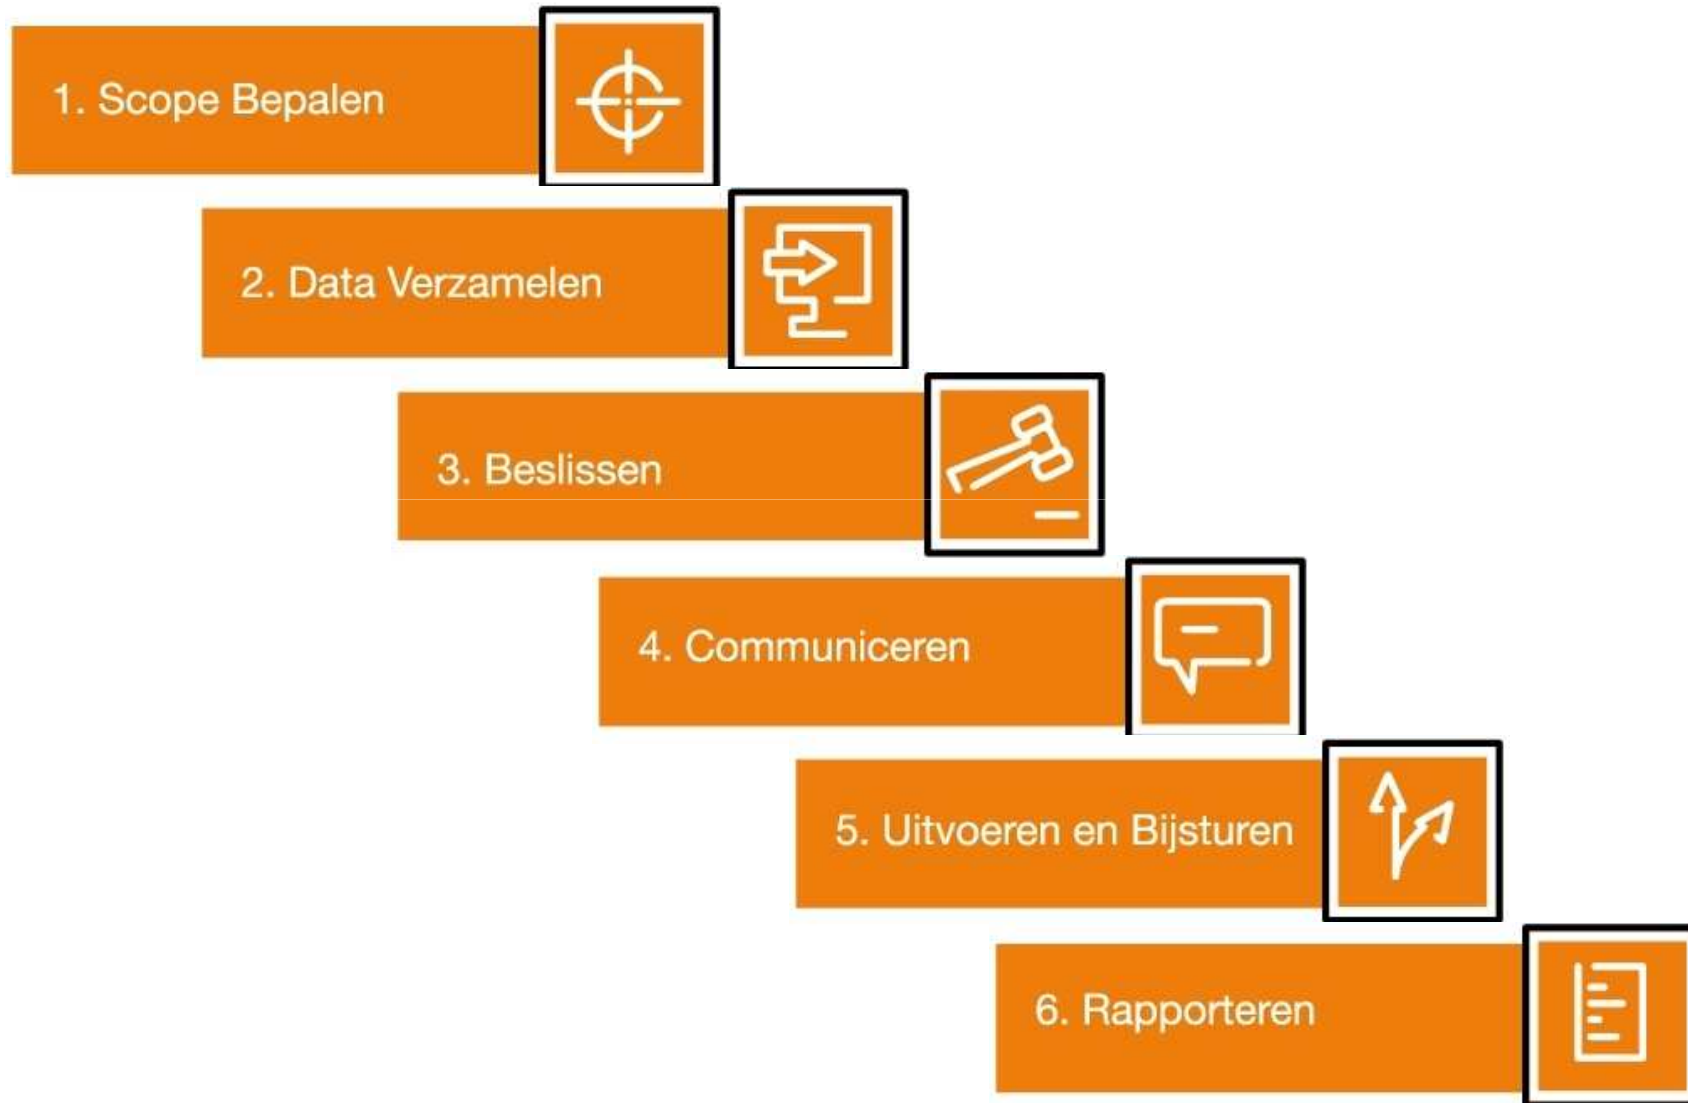 1. Scope Bepalen
2. Data Verzamelen
3. Beslissen
4. Communiceren
5. Uitvoeren en Bijsturen
6. Rapporteren